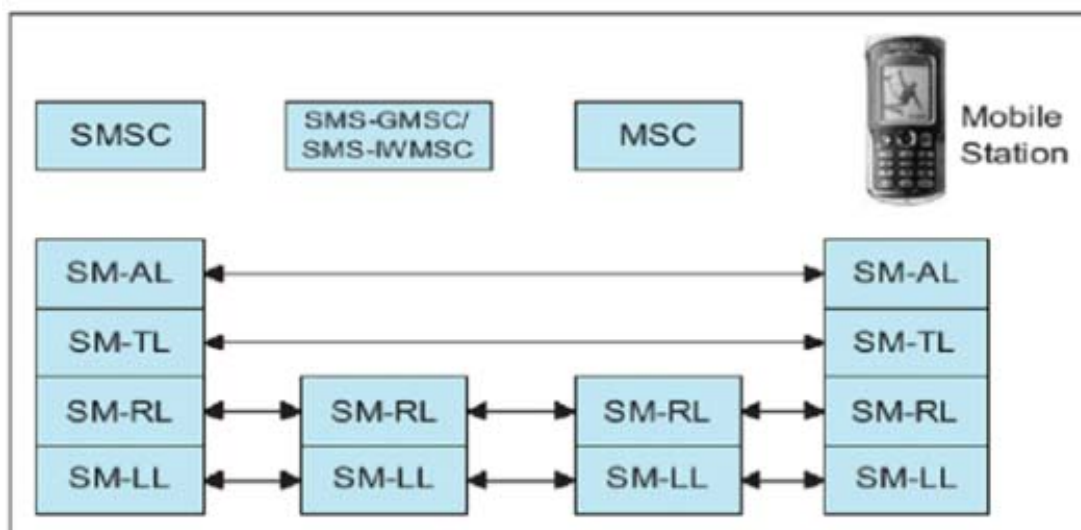 SMSC
SMS-GMSC/
SMS-IWMSC
MSC
Mobile
Station
SM-AL
SM-AL
SM-TL
SM-TL
SM-RL
SM-RL
SM-RL
SM-RL
SM-LL
SM-LL
SM-LL
SM-LL